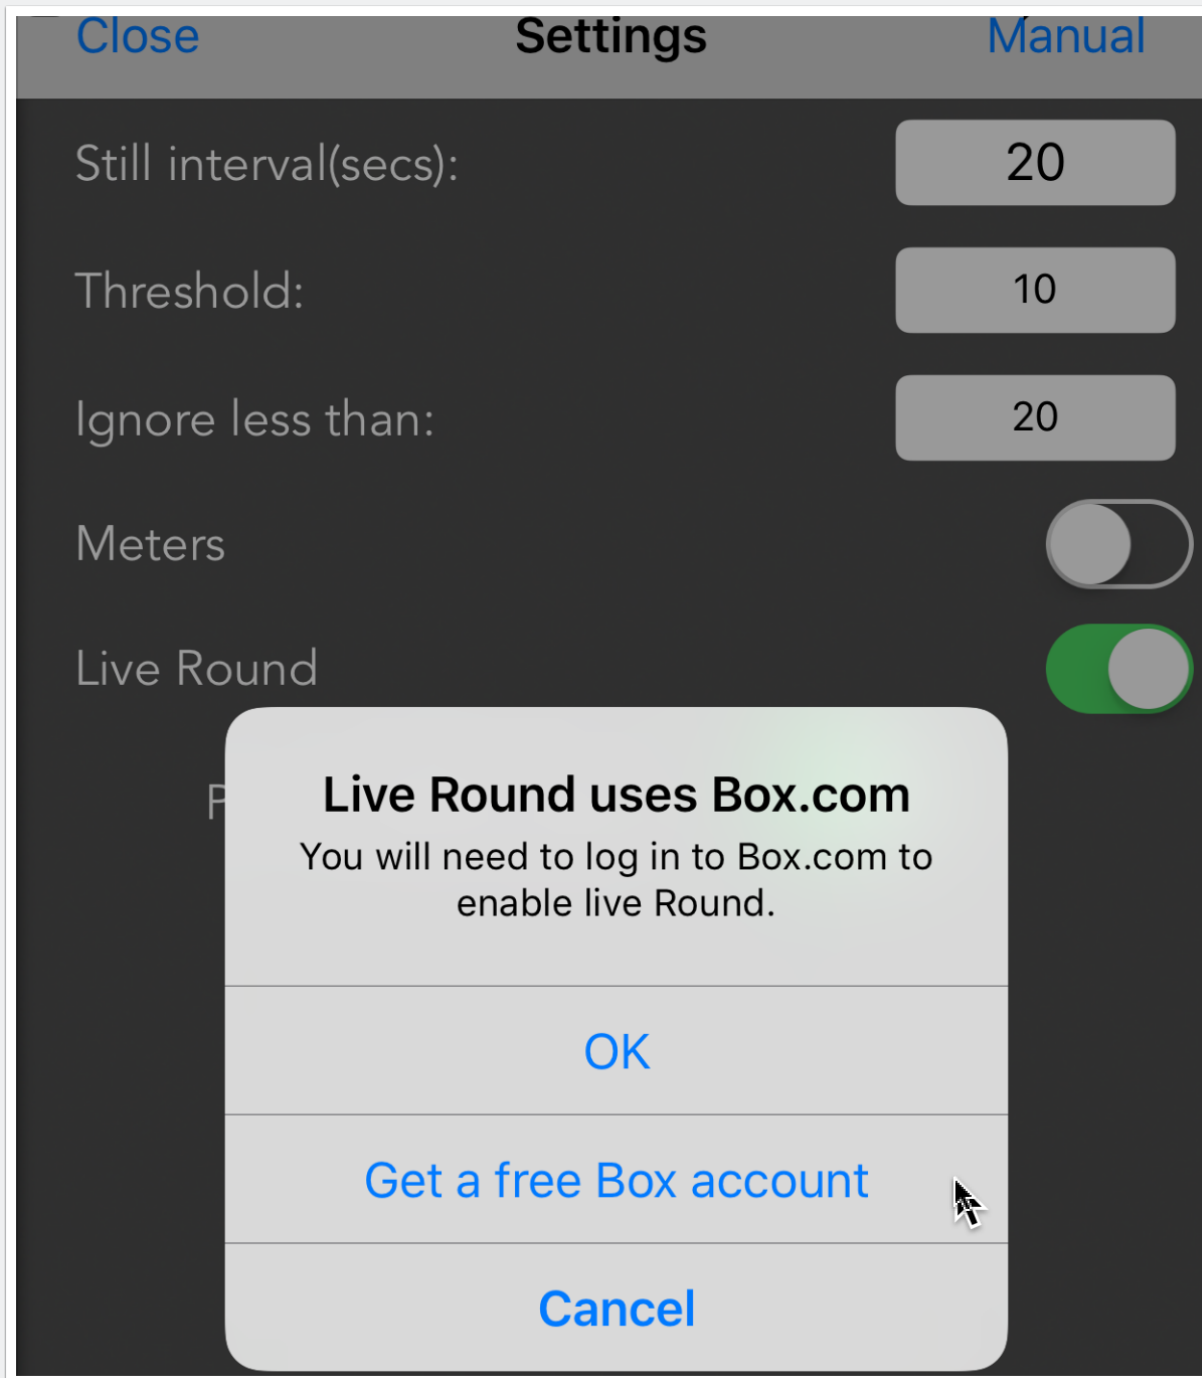 Close Settings Manual
Still interval(secs): 20
Threshold: 10
Ignore less than: 20
Meters
Live Round
Live Round uses Box.com
You will need to log in to Box.com to
enable live Round.
OK
Get a free Box account
Cancel